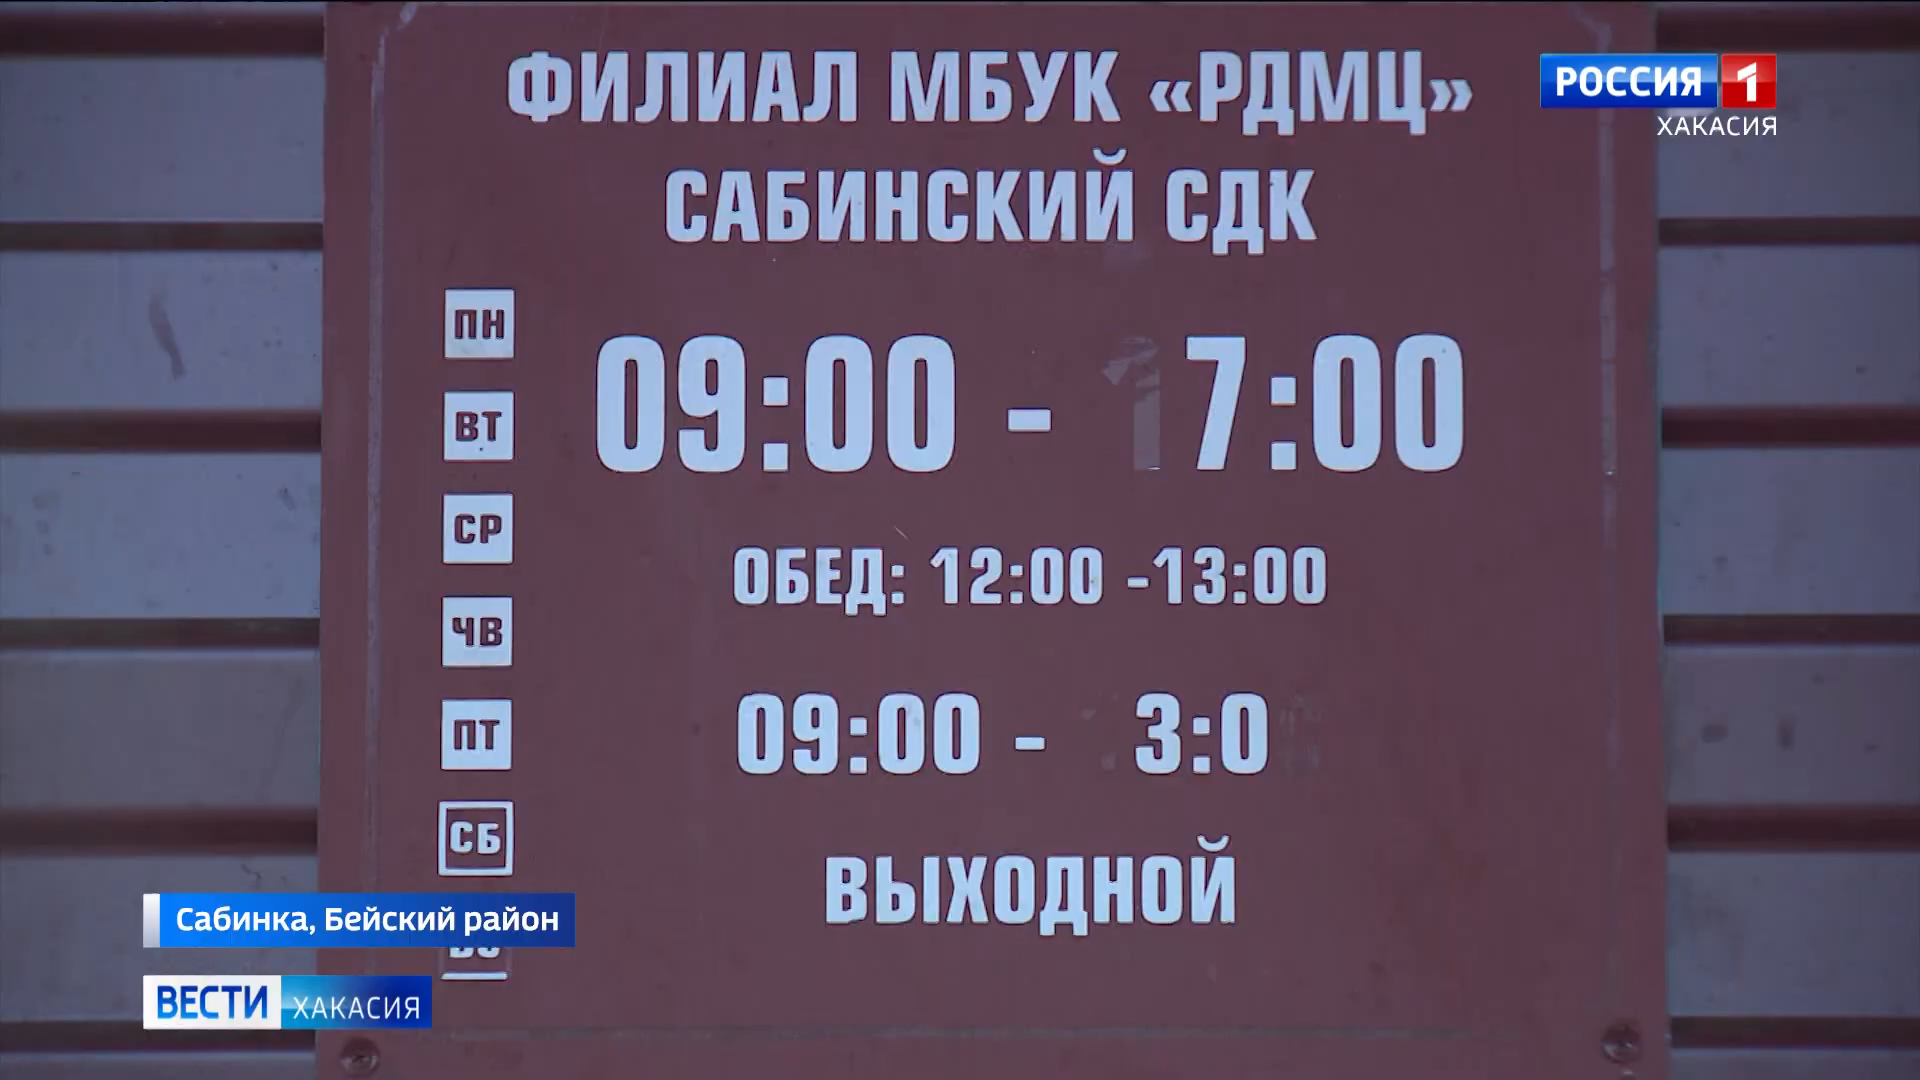 ФИЛИАЛ МБУК «РДМЦ»
САБИНСКИЙ СДК
ПН
ВТ
СР
ЧВ
ПТ
СБ
09:00 - 17:00
ОБЕД: 12:00 -13:00
09:00 - 3:0
ВЫХОДНОЙ
РОССИЯ 1
ХАКАСИЯ
Сабинка, Бейский район
ВЕСТИ ХАКАСИЯ